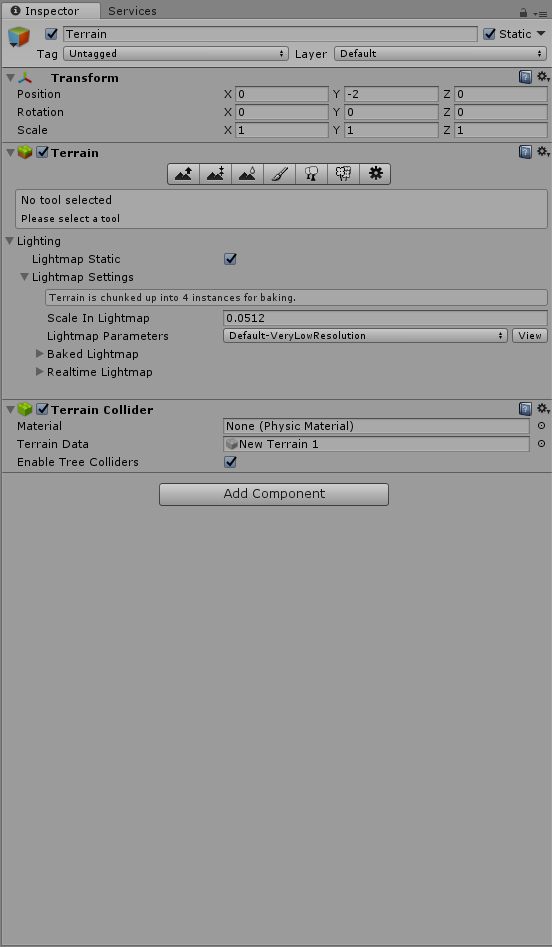 Inspector Services
Terrain Static
Tag Untagged Layer Default
Transform
Position X 0 Y -2 Z 0
Rotation X 0 Y 0 Z 0
Scale X 1 Y 1 Z 1
Terrain
No tool selected
Please select a tool
Lighting
Lightmap Static
Lightmap Settings
Terrain is chunked up into 4 instances for baking.
Scale In Lightmap 0.0512
Lightmap Parameters Default-VeryLowResolution View
Baked Lightmap
Realtime Lightmap
Terrain Collider
Material None (Physic Material)
Terrain Data New Terrain 1
Enable Tree Colliders
Add Component